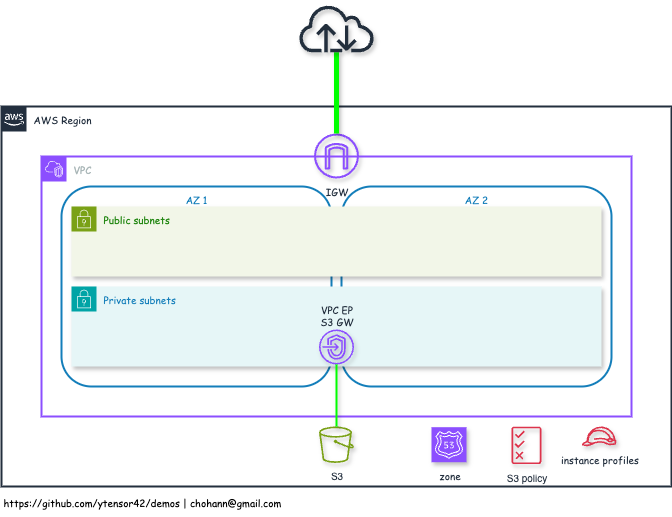 aws
AWS Region
VPC
IGW
AZ 1
AZ 2
Public subnets
Private subnets
VPC EP
S3 GW
53
S3
zone
S3 policy
instance profiles
https://github.com/ytensor42/demos | chohann@gmail.com